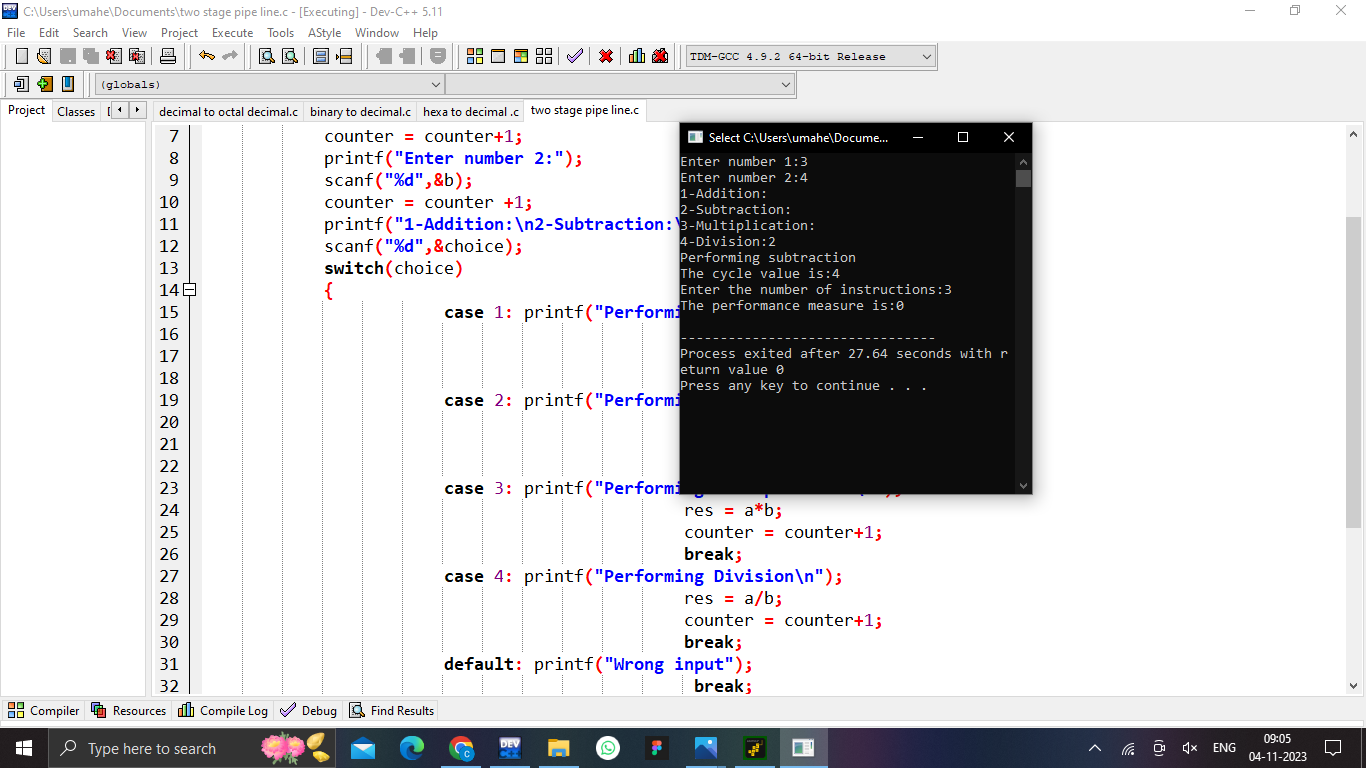 C:\Users\umahe\Documents\two stage pipe line.c - [Executing] - Dev-C++ 5.11
File Edit Search View Project Execute Tools AStyle Window Help
TDM-GCC 4.9.2 64-bit Release
(globals)
Project Classes
decimal to octal decimal.c binary to decimal.c hexa to decimal .c two stage pipe line.c
7 counter = counter+1;
8 printf("Enter number 2:");
9 scanf("%d",&b);
10 counter = counter +1;
11 printf("1-Addition:\n2-Subtraction:\
12 scanf("%d",&choice);
13 switch(choice)
14 {
15 case 1: printf("Performi
16
17
18
19 case 2: printf("Performi
20
21
22
23 case 3: printf("Performi
24 res = a*b;
25 counter = counter+1;
26 break;
27 case 4: printf("Performing Division\n");
28 res = a/b;
29 counter = counter+1;
30 break;
31 default: printf("Wrong input");
32 break;
Select C:\Users\umahe\Docume...
Enter number 1:3
Enter number 2:4
1-Addition:
2-Subtraction:
3-Multiplication:
4-Division:2
Performing subtraction
The cycle value is:4
Enter the number of instructions:3
The performance measure is:0
--------------------------------
Process exited after 27.64 seconds with r
eturn value 0
Press any key to continue . . .
Compiler Resources Compile Log Debug Find Results
Type here to search
DEV
ENG
09:05
04-11-2023